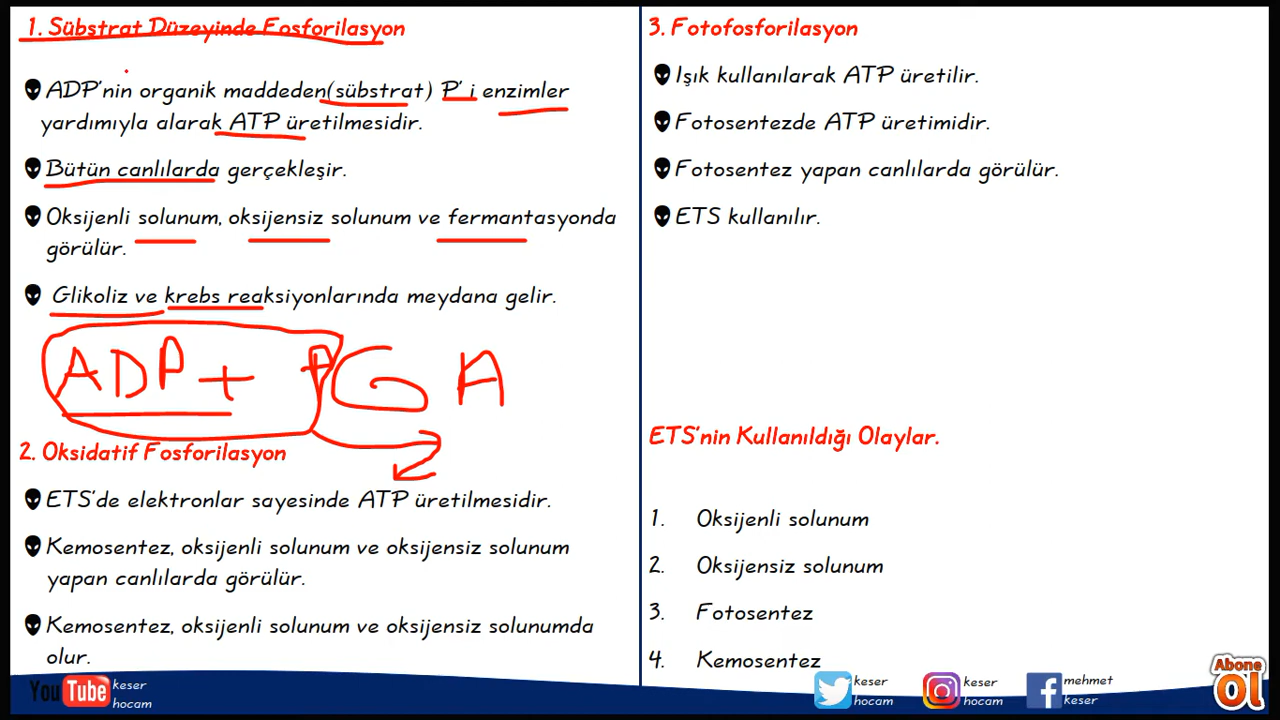 1. Sübstrat Düzeyinde Fosforilasyon
ADP'nin organik maddeden(sübstrat) P' i enzimler
yardımıyla alarak ATP üretilmesidir.
Bütün canlılarda gerçekleşir.
Oksijenli solunum, oksijensiz solunum ve fermantasyonda
görülür.
Glikoliz ve krebs reaksiyonlarında meydana gelir.
ADP + P G A
2. Oksidatif Fosforilasyon
ETS'de elektronlar sayesinde ATP üretilmesidir.
Kemosentez, oksijenli solunum ve oksijensiz solunum
yapan canlılarda görülür.
Kemosentez, oksijenli solunum ve oksijensiz solunumda
olur.
3. Fotofosforilasyon
Işık kullanılarak ATP üretilir.
Fotosentezde ATP üretimidir.
Fotosentez yapan canlılarda görülür.
ETS kullanılır.
ETS'nin Kullanıldığı Olaylar.
1. Oksijenli solunum
2. Oksijensiz solunum
3. Fotosentez
4. Kemosentez
YouTube keser
hocam
keser
hocam
keser
hocam
mehmet
keser
Abone
OL